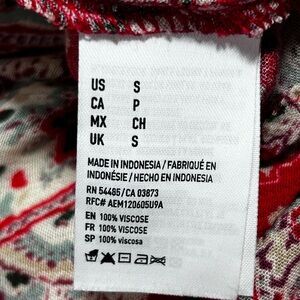 US S
CA P
MX CH
UK S
MADE IN INDONESIA / FABRIQUÉ EN
INDONÉSIE / HECHO EN INDONESIA
RN 54485/CA 03873
RFC# AEM120605U9A
EN 100% VISCOSE
FR 100% VISCOSE
SP 100% viscosa